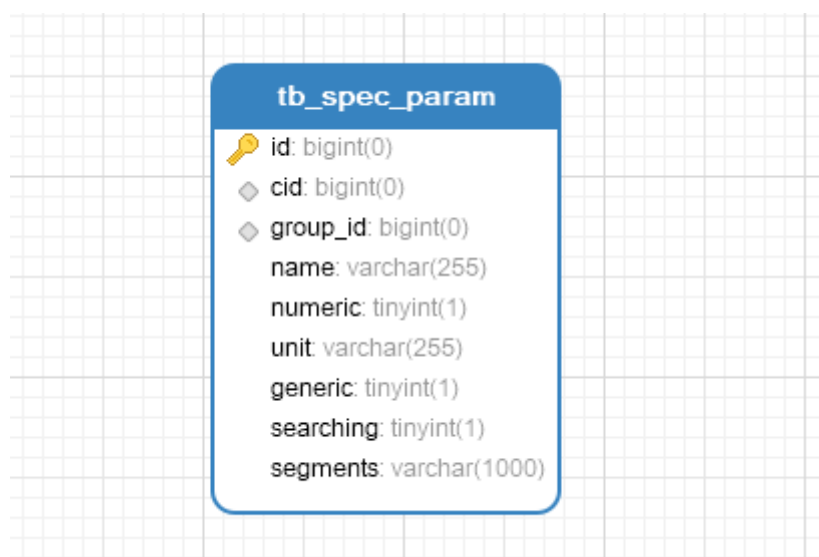 tb_spec_param
id: bigint(0)
cid: bigint(0)
group_id: bigint(0)
name: varchar(255)
numeric: tinyint(1)
unit: varchar(255)
generic: tinyint(1)
searching: tinyint(1)
segments: varchar(1000)